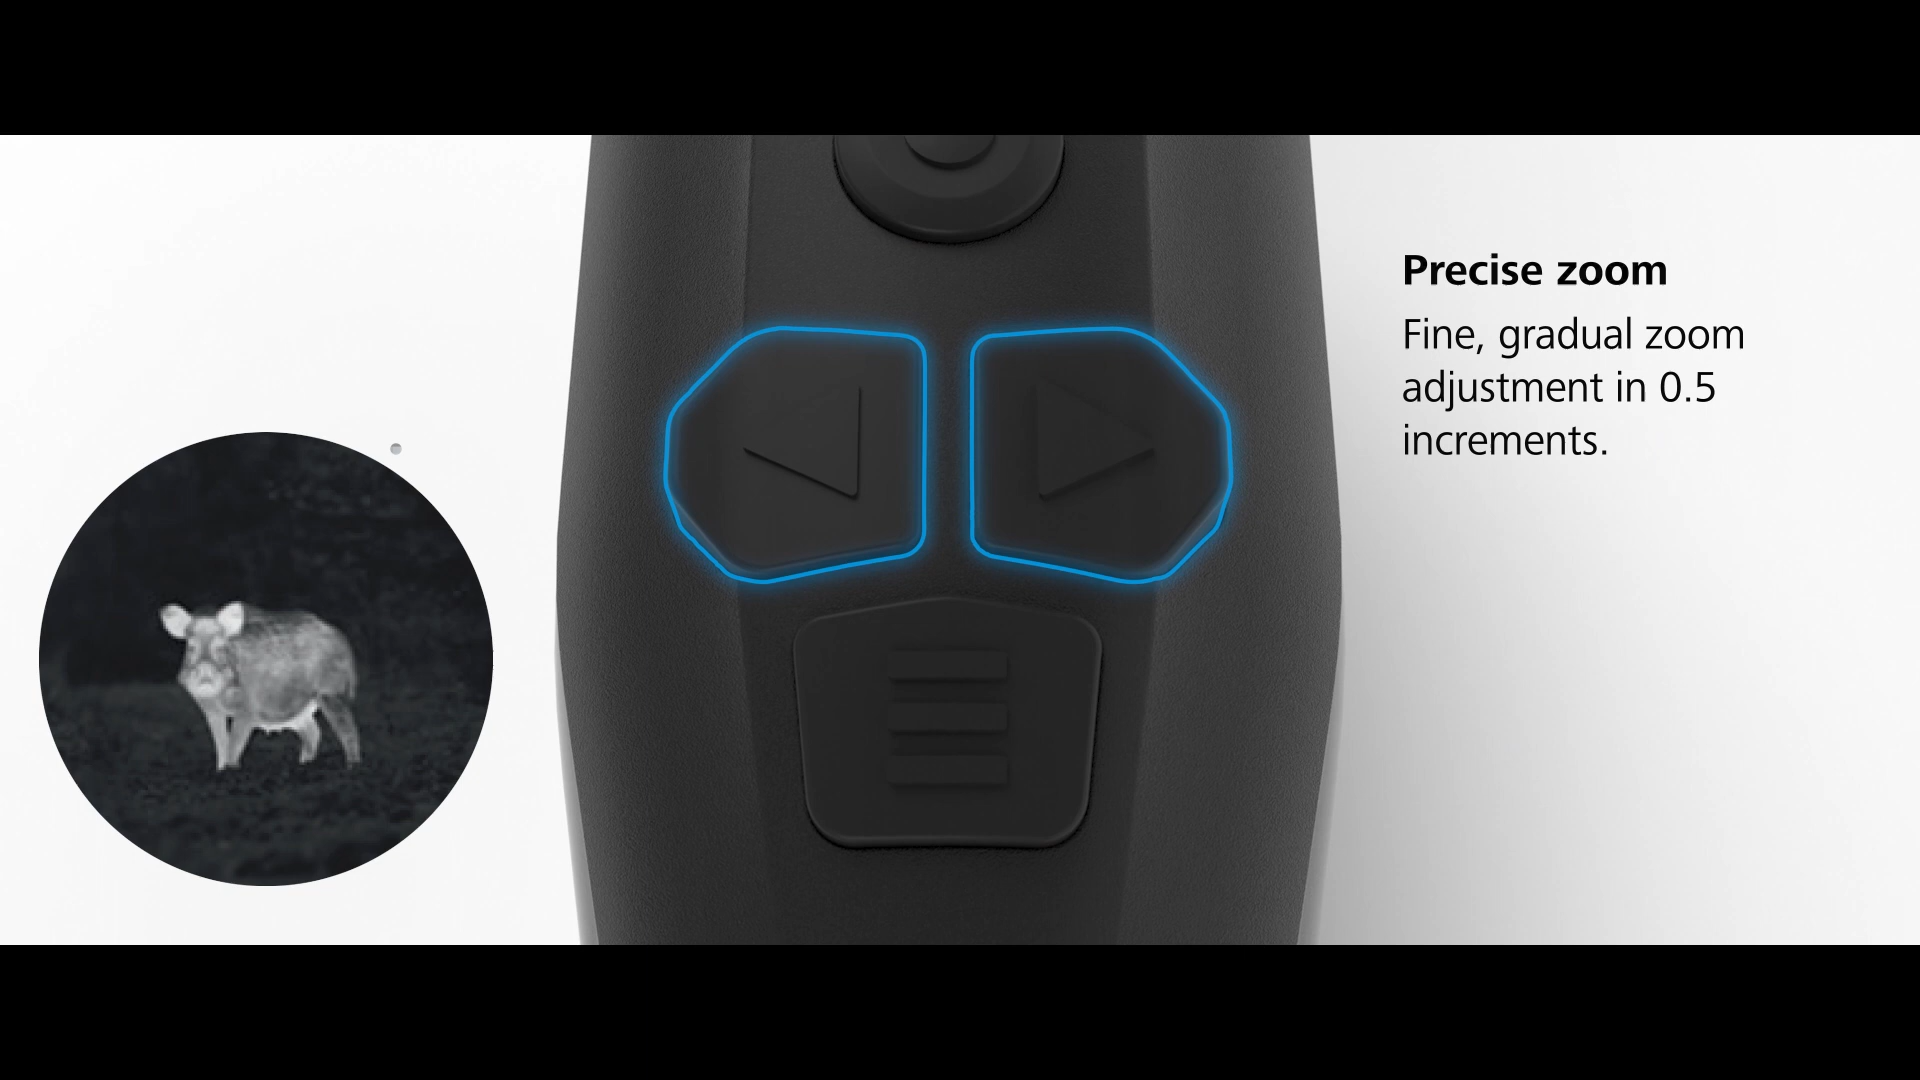 Precise zoom
Fine, gradual zoom
adjustment in 0.5
increments.